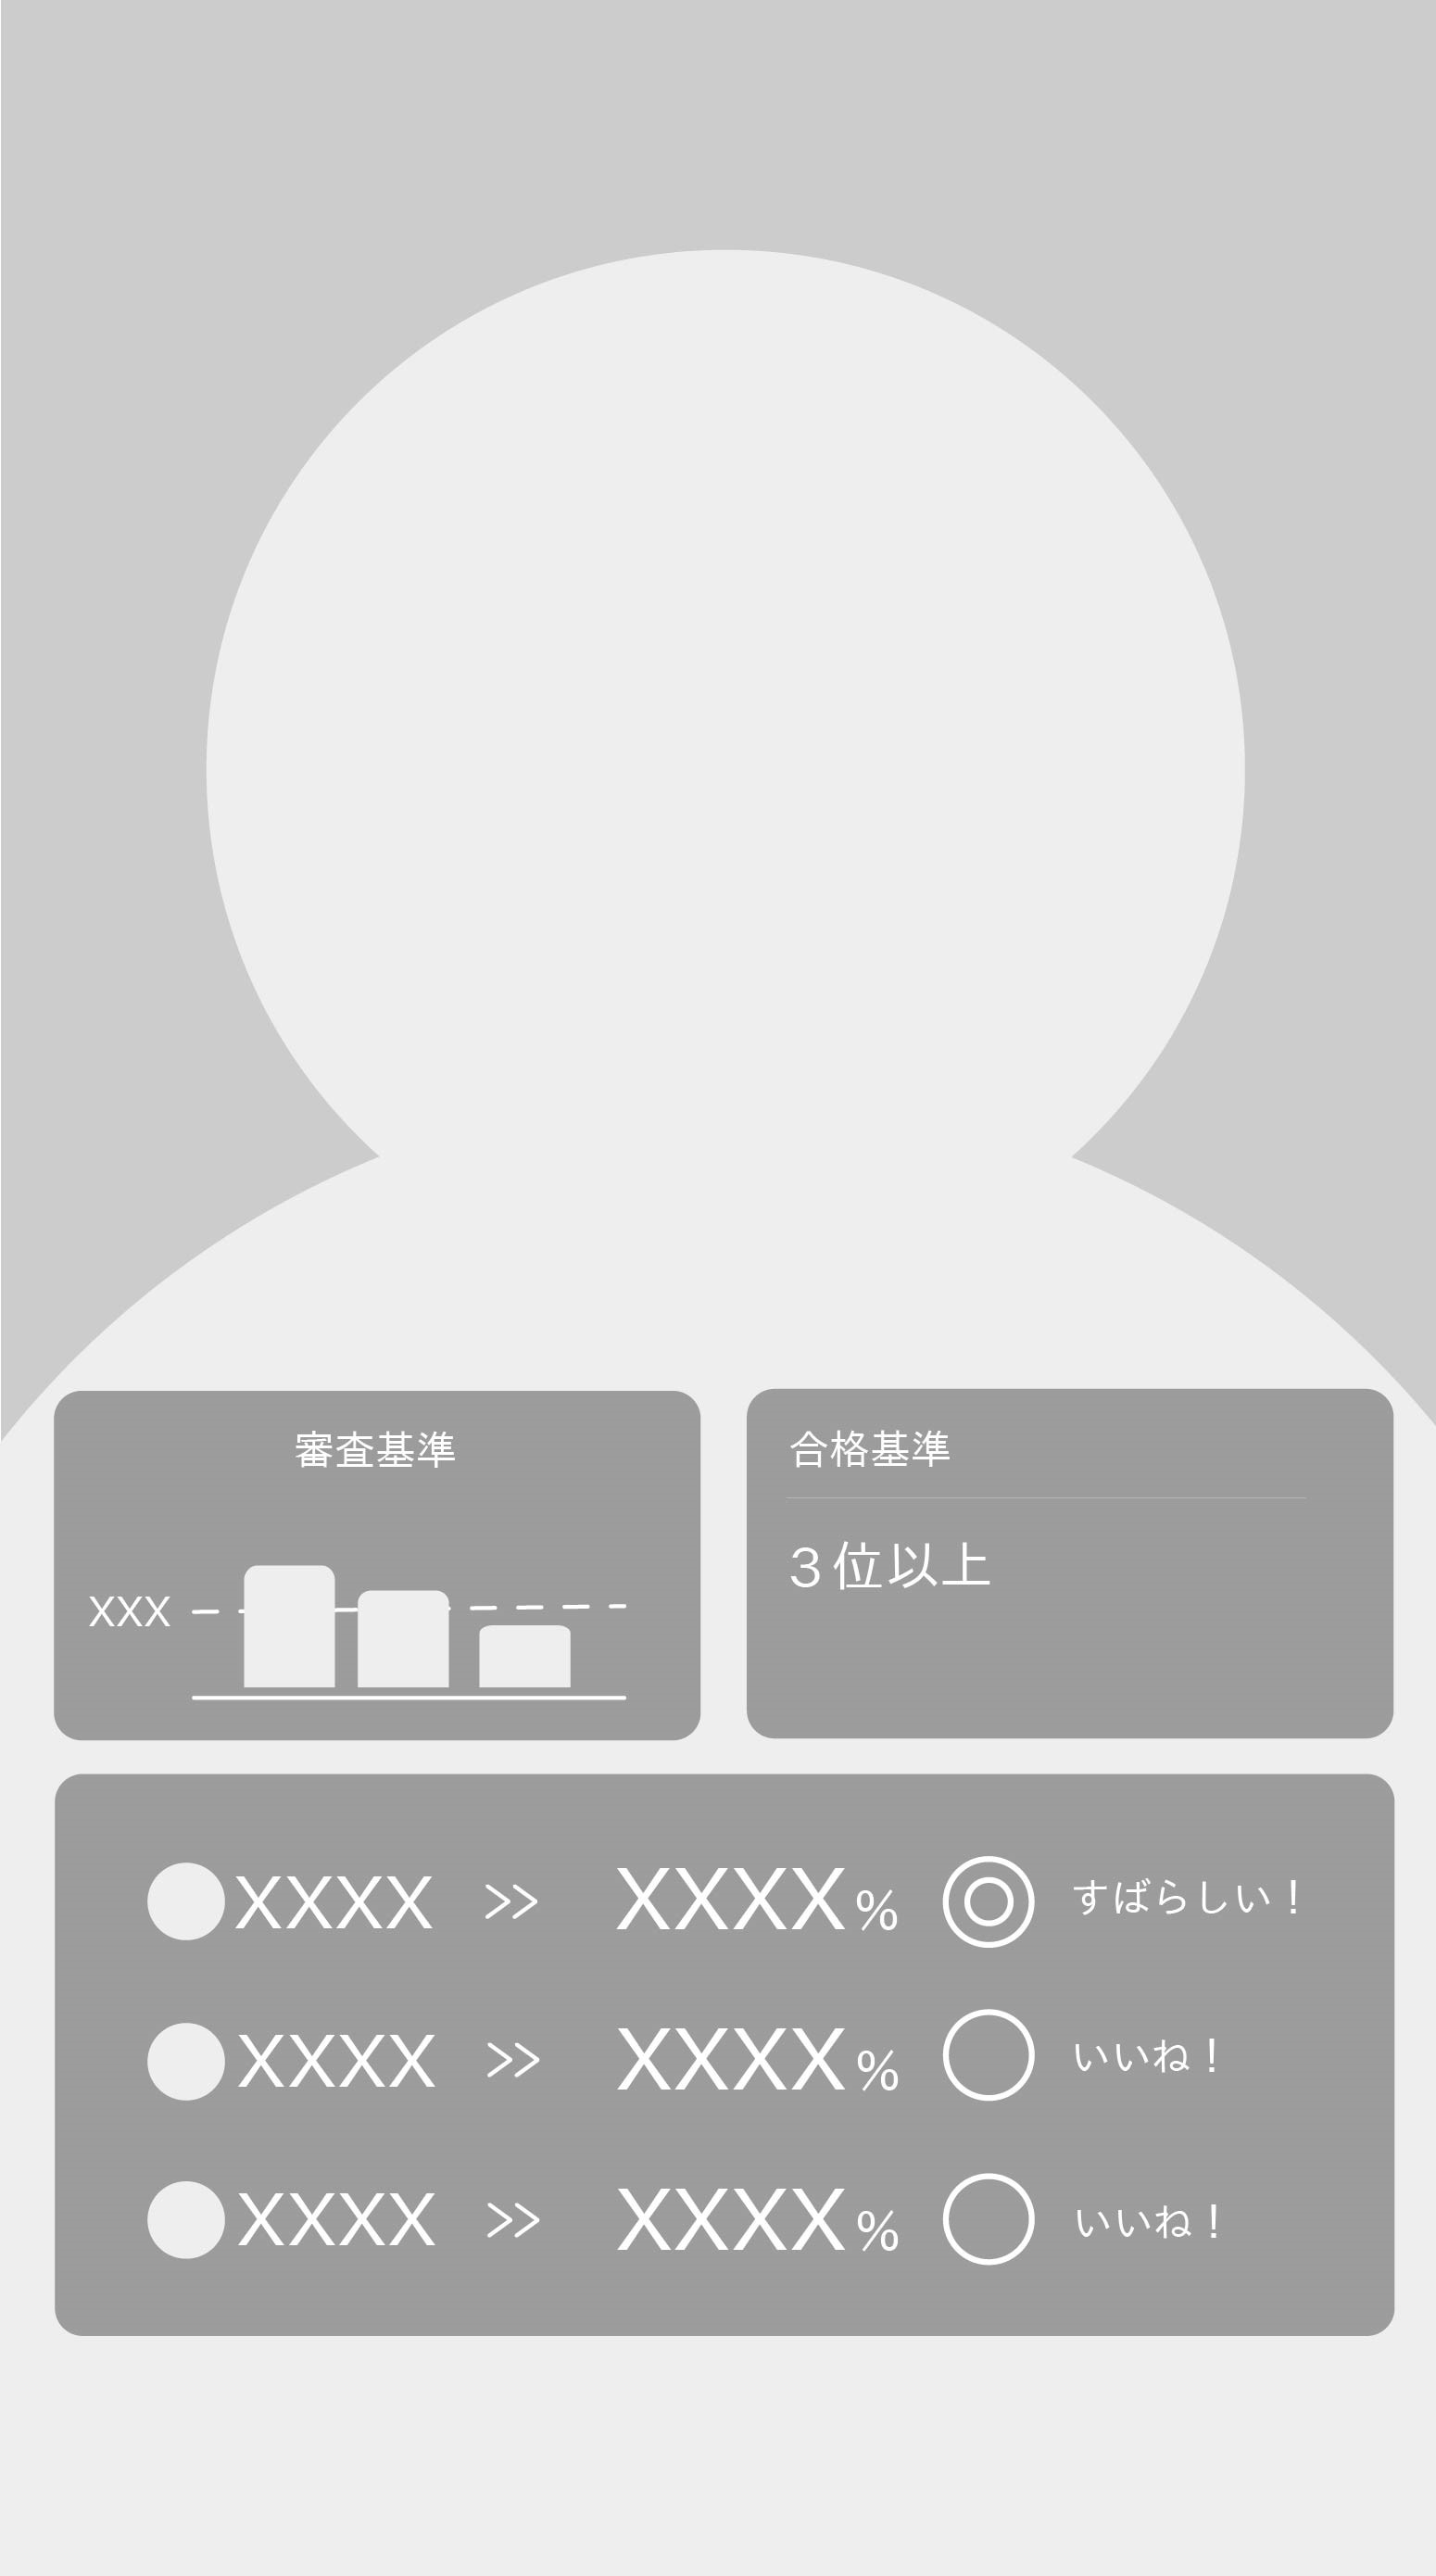 審査基準
XXX
合格基準
３位以上
XXXX >> XXXX % ◎ すばらしい！
XXXX >> XXXX % ○ いいね！
XXXX >> XXXX % ○ いいね！